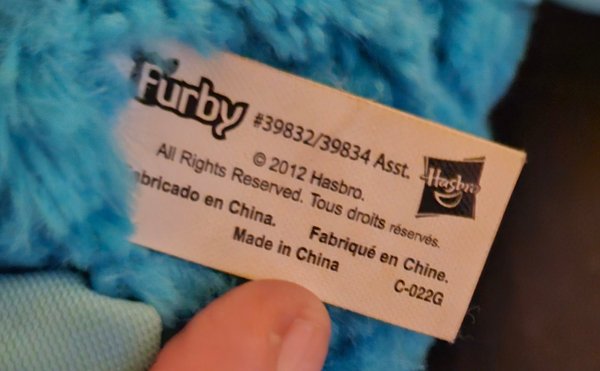 Furby #39832/39834 Asst.
© 2012 Hasbro.
All Rights Reserved. Tous droits réservés.
abricado en China. Fabriqué en Chine.
Made in China C-022G
Hasbro